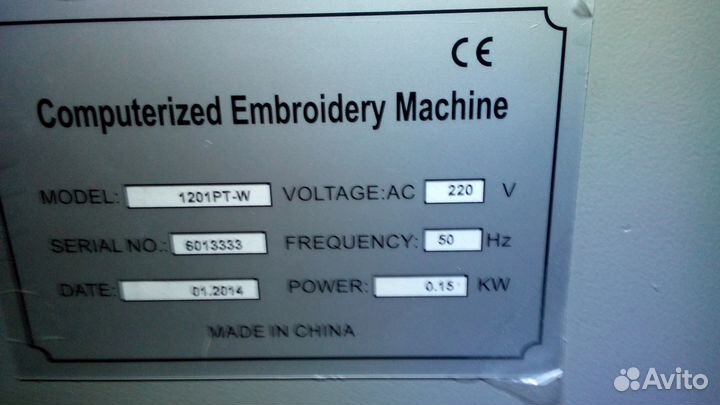 CE
Computerized Embroidery Machine
MODEL: 1201PT-W VOLTAGE:AC 220 V
SERIAL NO.: 6013333 FREQUENCY: 50 Hz
DATE: 01.2014 POWER: 0.15 KW
MADE IN CHINA
Avito